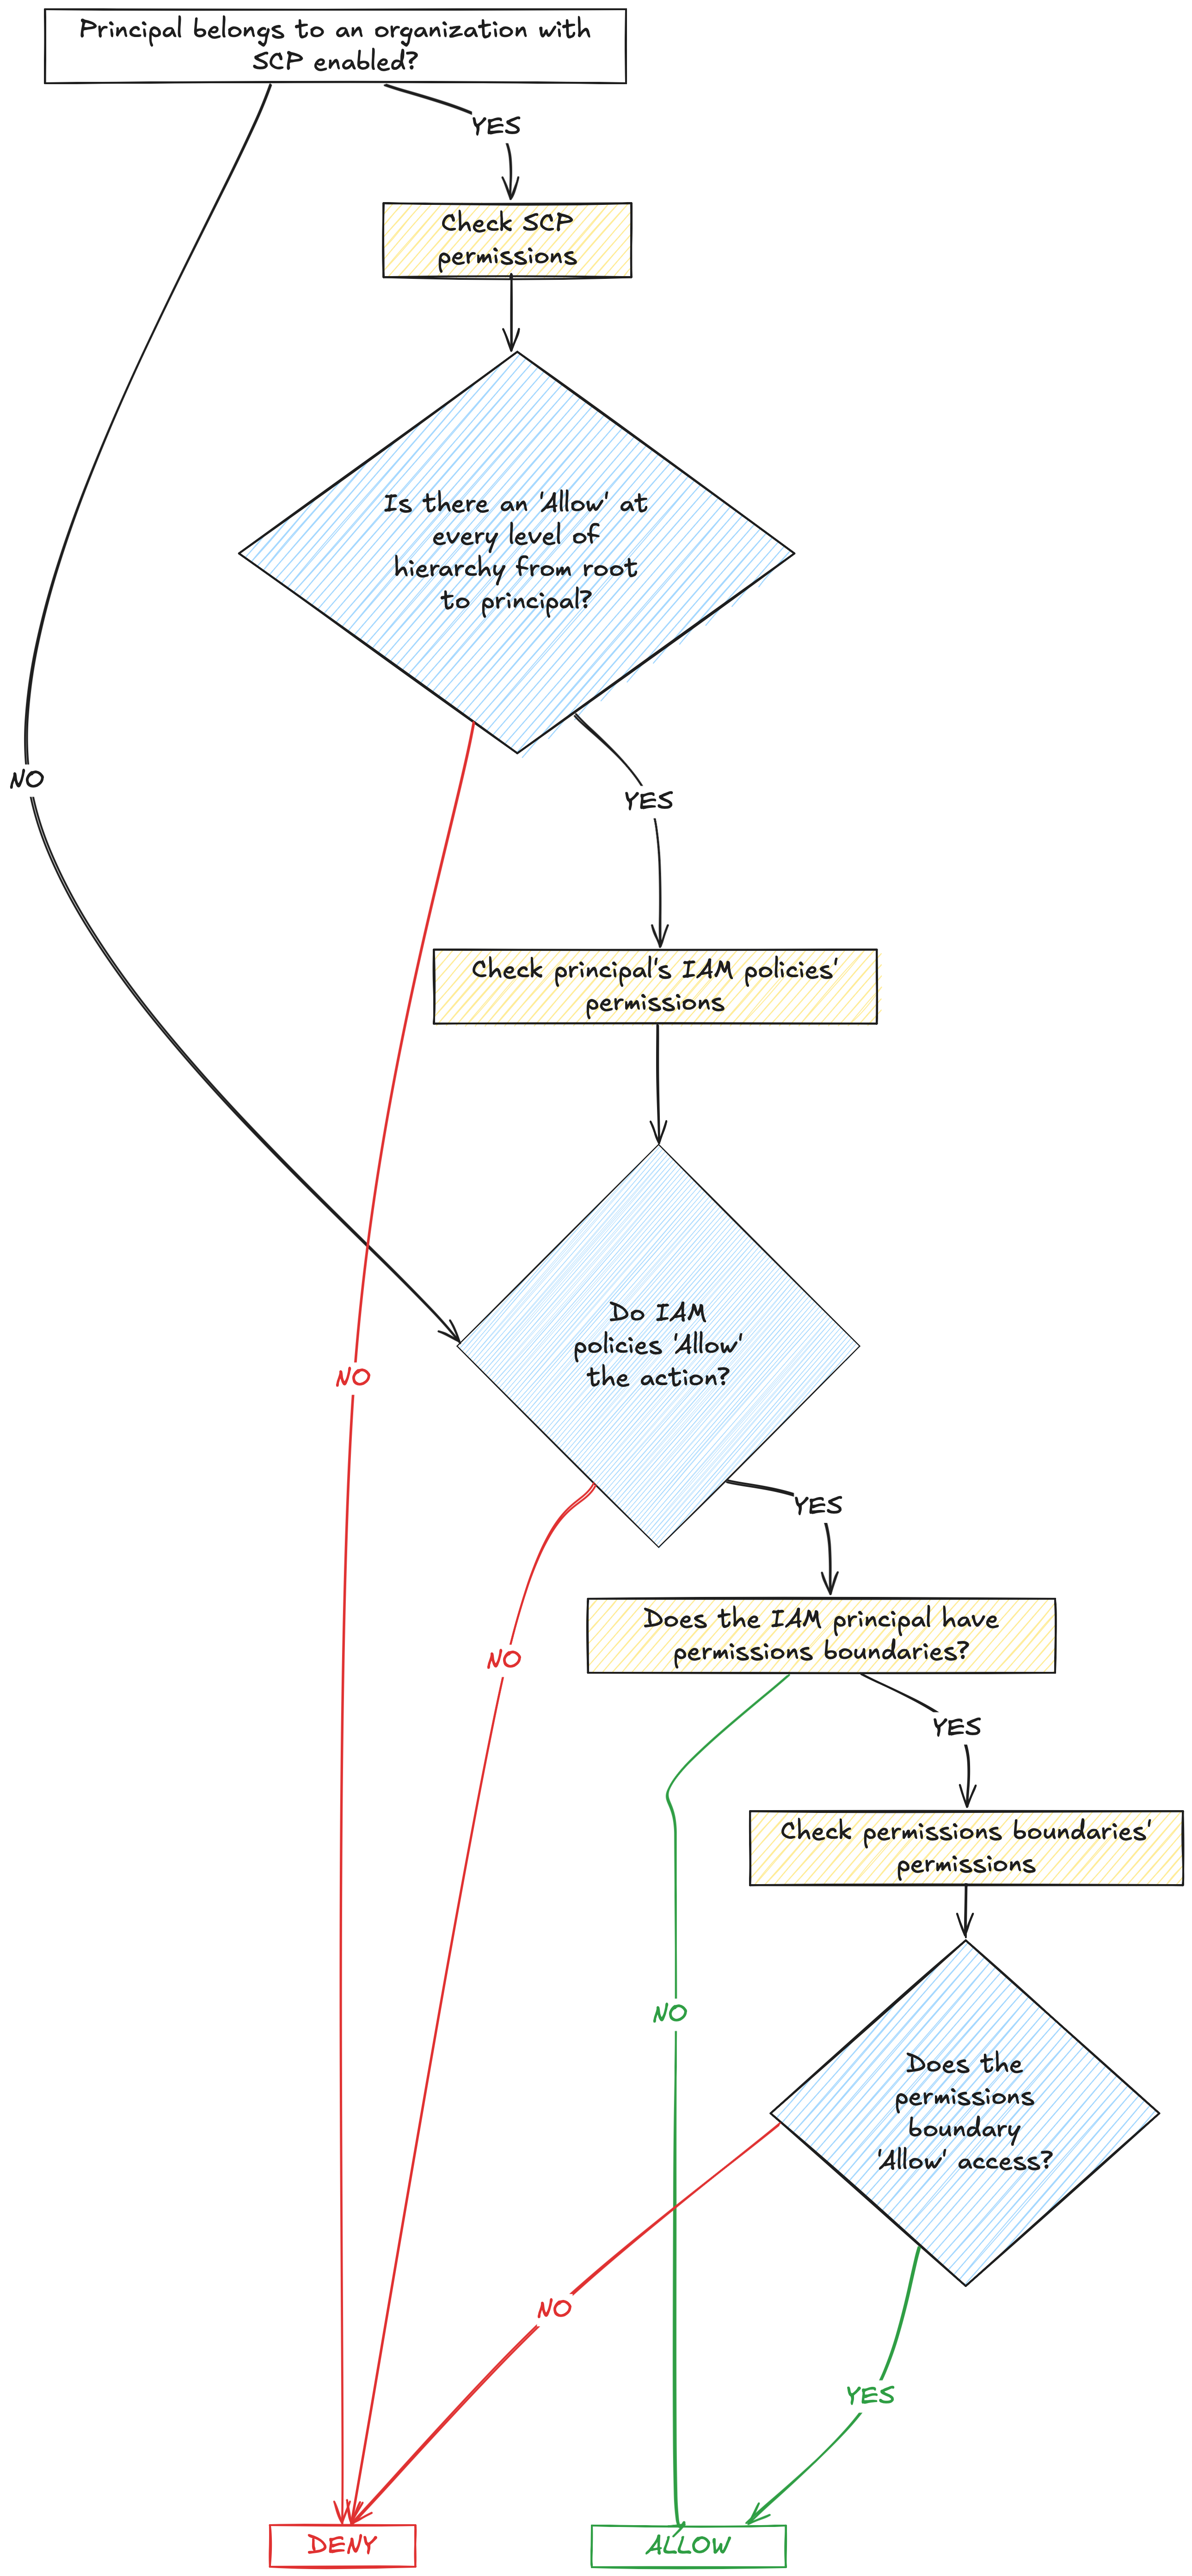 Principal belongs to an organization with
SCP enabled?
YES
Check SCP
permissions
Is there an 'Allow' at
every level of
hierarchy from root
to principal?
NO
YES
Check principal's IAM policies'
permissions
Do IAM
policies 'Allow'
the action?
NO
YES
Does the IAM principal have
permissions boundaries?
NO
YES
Check permissions boundaries'
permissions
NO
Does the
permissions
boundary
'Allow' access?
NO
YES
DENY
ALLOW